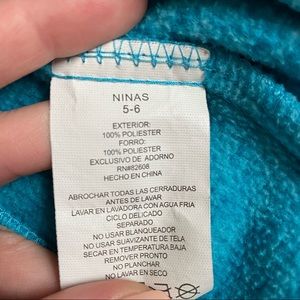 NINAS
5-6
EXTERIOR:
100% POLIESTER
FORRO:
100% POLIESTER
EXCLUSIVO DE ADORNO
RN#82608
HECHO EN CHINA
ABROCHAR TODAS LAS CERRADURAS
ANTES DE LAVAR
LAVAR EN LAVADORA CON AGUA FRIA
CICLO DELICADO
SEPARADO
NO USAR BLANQUEADOR
NO USAR SUAVIZANTE DE TELA
SECAR EN TEMPERATURA BAJA
REMOVER PRONTO
NO PLANCHAR
NO LAVAR EN SECO